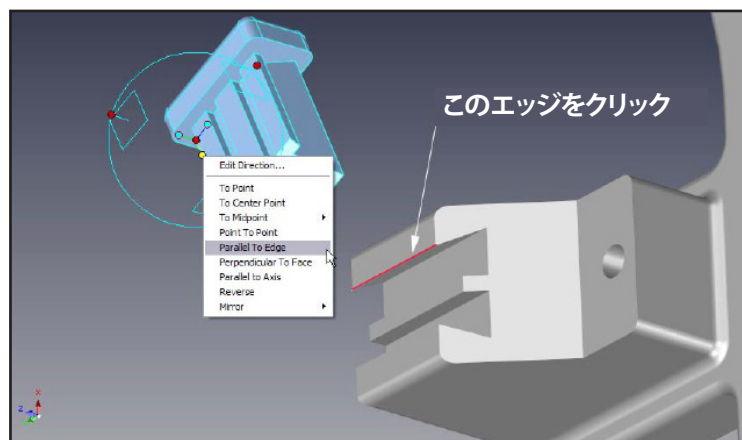 このエッジをクリック
Edit Direction...
To Point
To Center Point
To Midpoint
Point To Point
Parallel To Edge
Perpendicular To Face
Parallel to Axis
Reverse
Mirror
X
Z